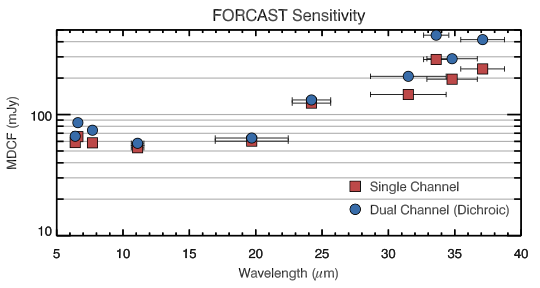 FORCAST Sensitivity
MDCF (mJy)
100
10
Single Channel
Dual Channel (Dichroic)
5 10 15 20 25 30 35 40
Wavelength (μm)